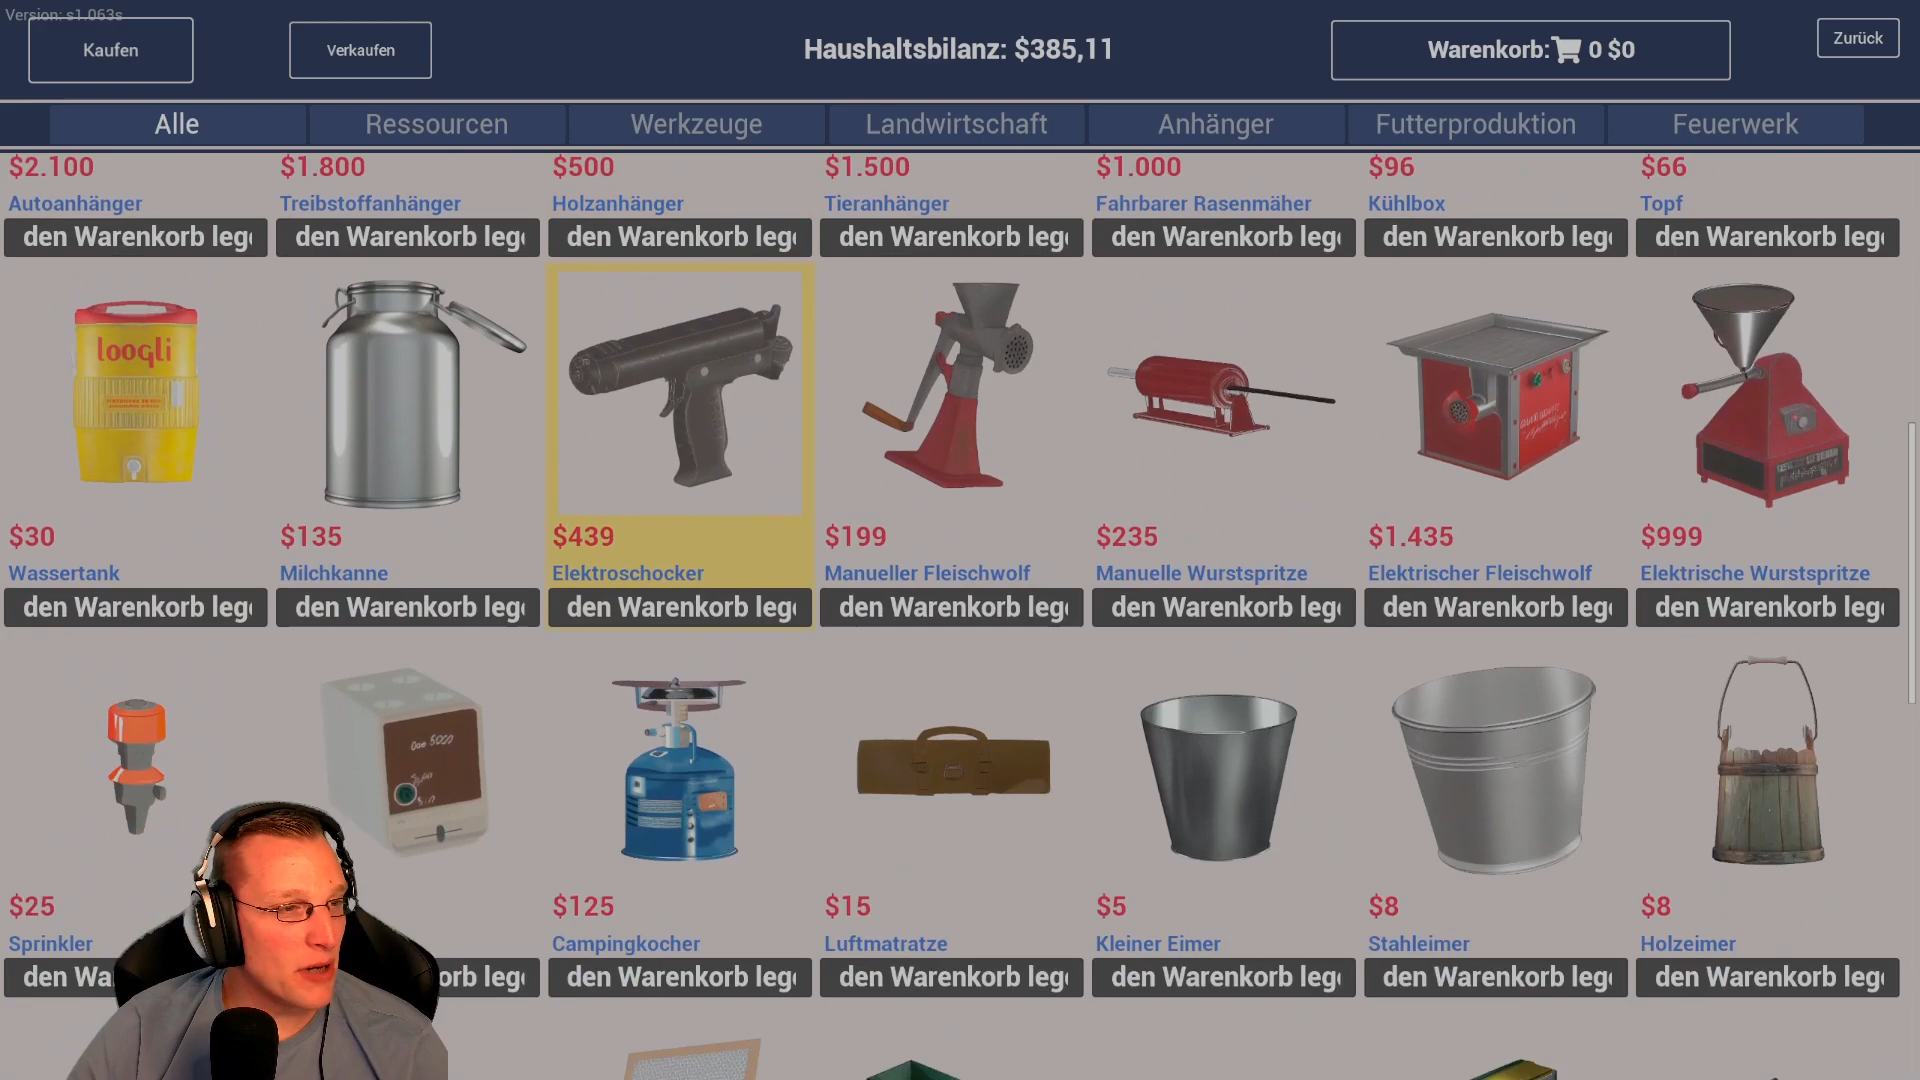 Version: s1.063s
Kaufen
Verkaufen
Haushaltsbilanz: $385,11
Warenkorb: 0 $0
Zurück
Alle
Ressourcen
Werkzeuge
Landwirtschaft
Anhänger
Futterproduktion
Feuerwerk
$2.100
$1.800
$500
$1.500
$1.000
$96
$66
Autoanhänger
Treibstoffanhänger
Holzanhänger
Tieranhänger
Fahrbarer Rasenmäher
Kühlbox
Topf
den Warenkorb leg
den Warenkorb leg
den Warenkorb leg
den Warenkorb leg
den Warenkorb leg
den Warenkorb leg
den Warenkorb leg
looqli
$30
$135
$439
$199
$235
$1.435
$999
Wassertank
Milchkanne
Elektroschocker
Manueller Fleischwolf
Manuelle Wurstspritze
Elektrischer Fleischwolf
Elektrische Wurstspritze
den Warenkorb leg
den Warenkorb leg
den Warenkorb leg
den Warenkorb leg
den Warenkorb leg
den Warenkorb leg
den Warenkorb leg
$25
$125
$15
$5
$8
$8
Sprinkler
Campingkocher
Luftmatratze
Kleiner Eimer
Stahleimer
Holzeimer
den Wa
orb leg
den Warenkorb leg
den Warenkorb leg
den Warenkorb leg
den Warenkorb leg
den Warenkorb leg